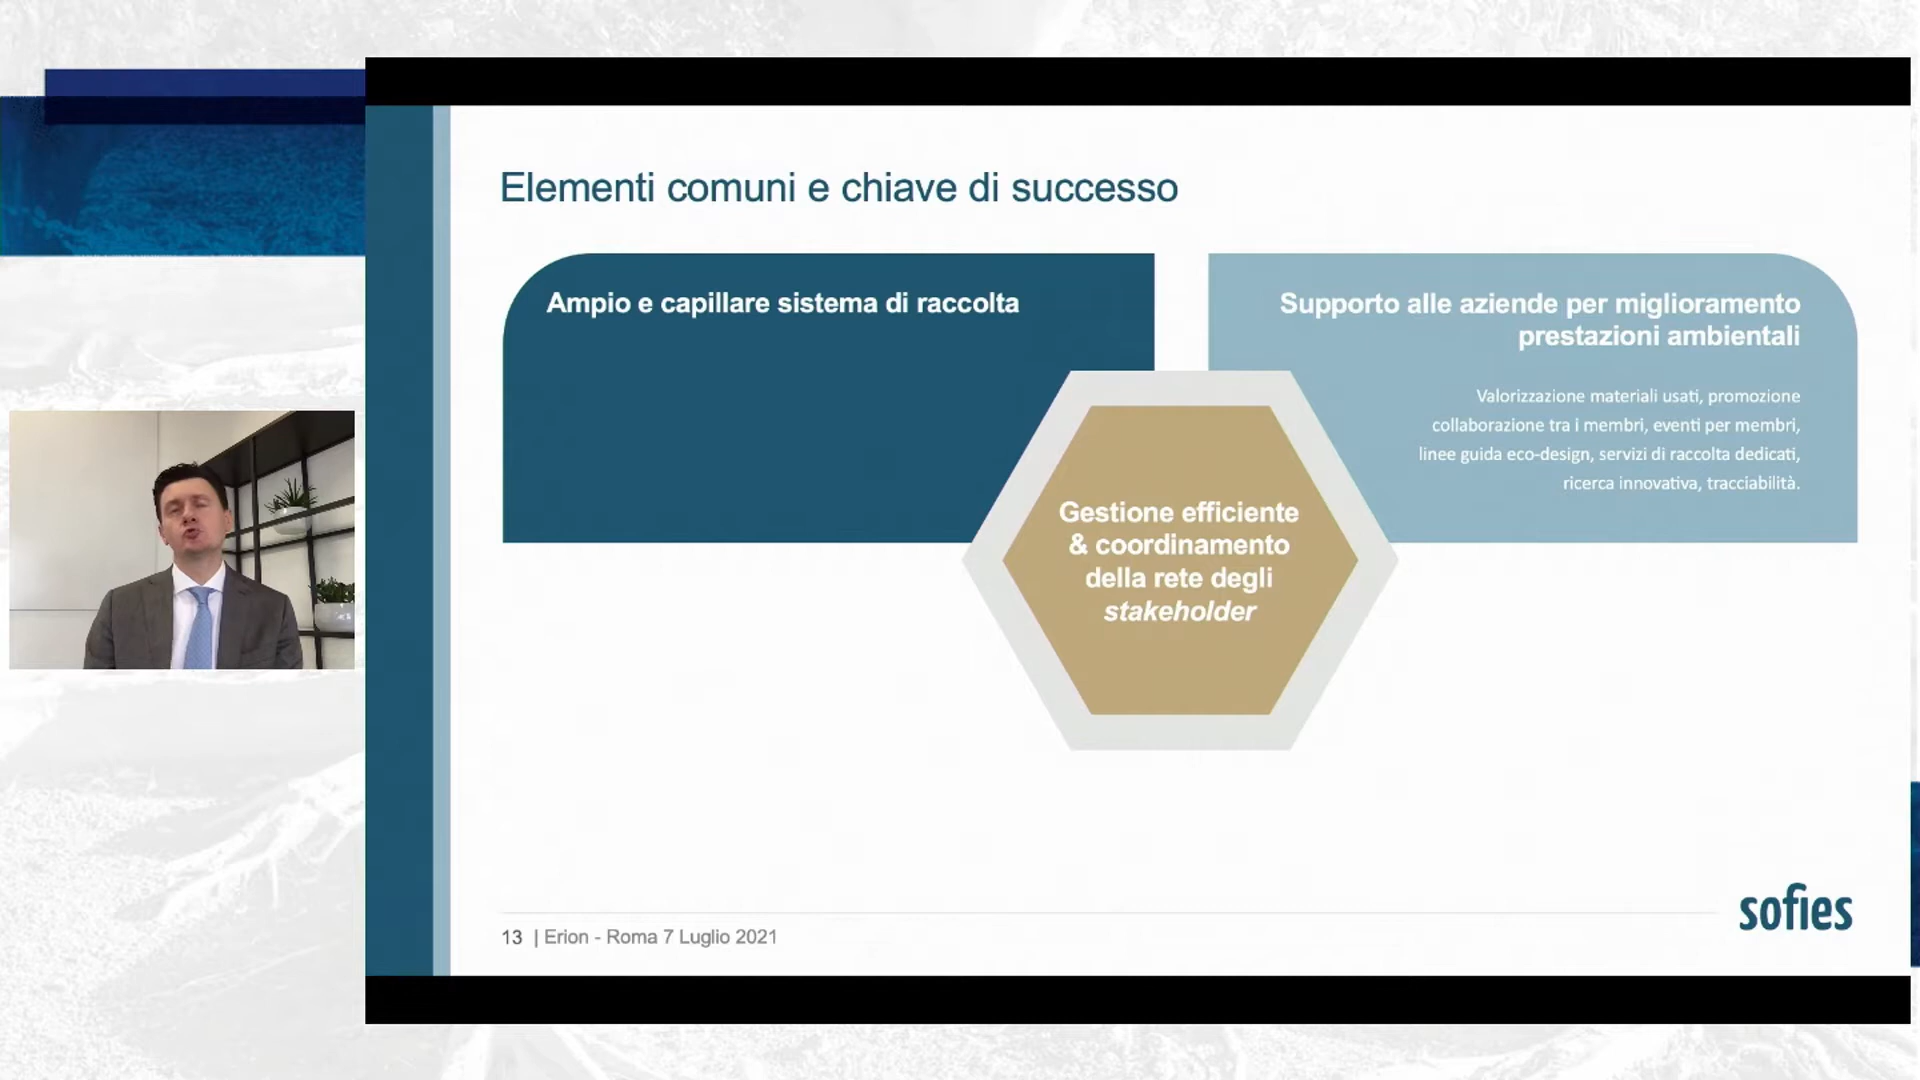 Elementi comuni e chiave di successo
Ampio e capillare sistema di raccolta
Supporto alle aziende per miglioramento
prestazioni ambientali
Valorizzazione materiali usati, promozione
collaborazione tra i membri, eventi per membri,
linee guida eco-design, servizi di raccolta dedicati,
ricerca innovativa, tracciabilità.
Gestione efficiente
& coordinamento
della rete degli
stakeholder
sofies
13 | Erion - Roma 7 Luglio 2021